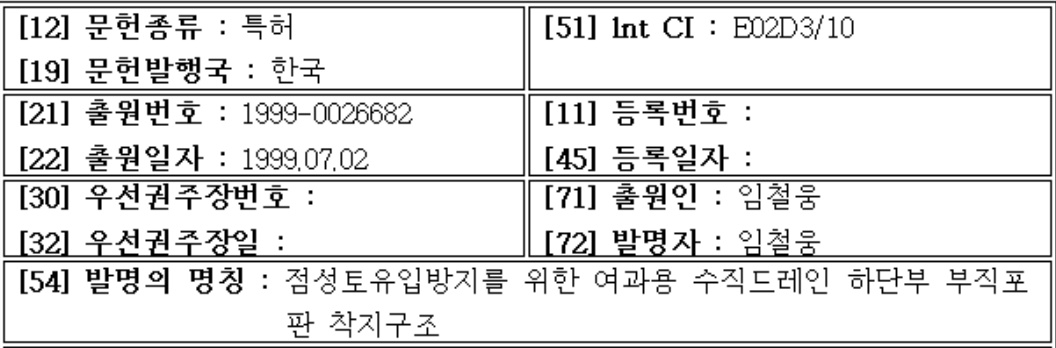 [12] 문헌종류 : 특허
[19] 문헌발행국 : 한국
[51] Int CI : E02D3/10
[21] 출원번호 : 1999-0026682
[22] 출원일자 : 1999.07.02
[11] 등록번호 :
[45] 등록일자 :
[30] 우선권주장번호 :
[32] 우선권주장일 :
[71] 출원인 : 임철웅
[72] 발명자 : 임철웅
[54] 발명의 명칭 : 점성토유입방지를 위한 여과용 수직드레인 하단부 부직포
판 착지구조